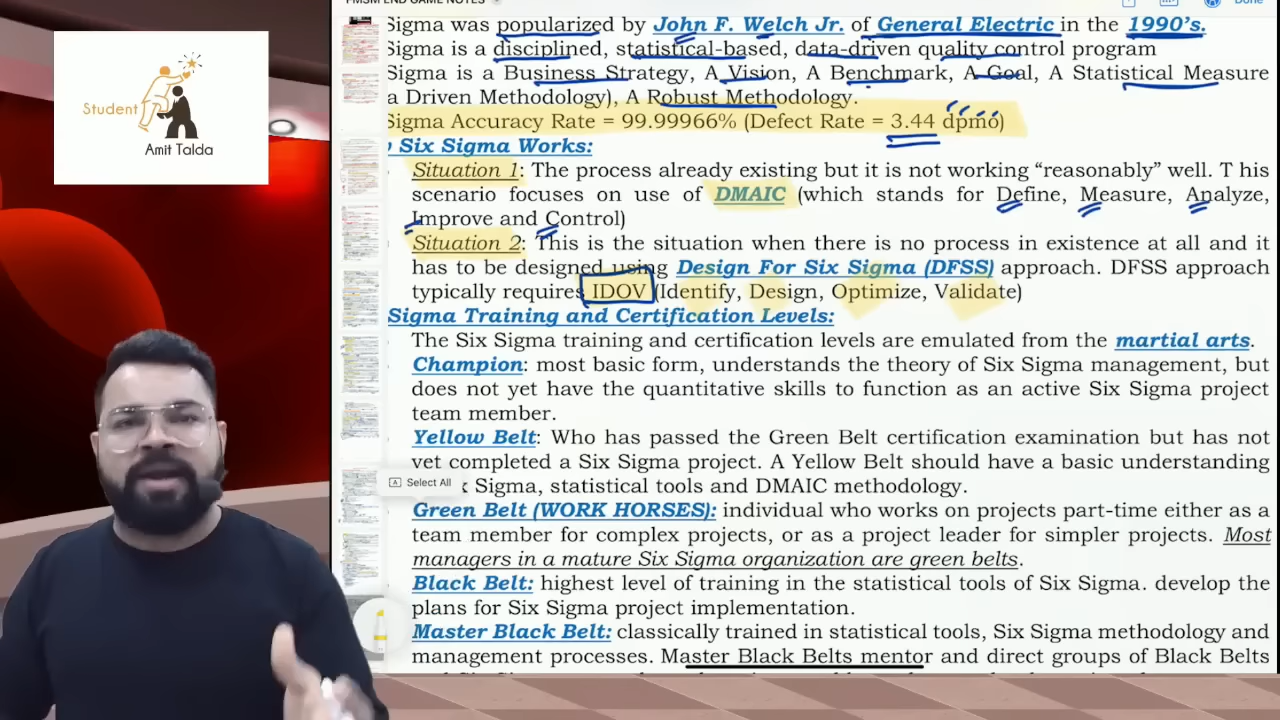 FMSM END GAME NOTES
Done
Student
Amit Talda
Sigma was popularized by John F. Welch Jr. of General Electric in the 1990's.
Sigma is a disciplined, statistical-based, data-driven quality control program
Sigma is a Business Strategy, A Vision, A Benchmark, A Goal, A Statistical Measure
a Driven Methodology), A Robust Methodology.
Sigma Accuracy Rate = 99.99966% (Defect Rate = 3.44 dpmo)
Six Sigma Works:
Situation 1: The process already exists but is not working "reasonably" well. This
scenario calls for the use of DMAIC which stands for Define, Measure, Analyze,
Improve and Control.
Situation 2: This is the situation where there is no process in existence at all and it
has to be designed using Design For Six Sigma (DFSS) approach. DFSS approach
usually requires IDOV (Identify, Design, Optimize, Validate)
Sigma Training and Certification Levels:
The Six Sigma training and certification levels are emulated from the martial arts.
Champion: Most basic form. Understands the theory of Six Sigma management but
does not yet have the quantitative skills to function as an active Six Sigma project
team member.
Yellow Belt: Who has passed the Green Belt certification examination but has not
vet completed a Six Sigma project. A Yellow Belt should have a basic understanding
Sigma, statistical tools and DMAIC methodology
Select All
Green Belt (WORK HORSES): individual who works on projects part-time either as a
team member for complex projects, or as a project leader for simpler projects. Most
managers in a mature Six Sigma organization are greenbelts.
Black Belt: highest level of training in the statistical tools of Six Sigma. develop the
plans for Six Sigma project implementation.
Master Black Belt: classically trained in statistical tools, Six Sigma methodology and
management processes. Master Black Belts mentor and direct groups of Black Belts